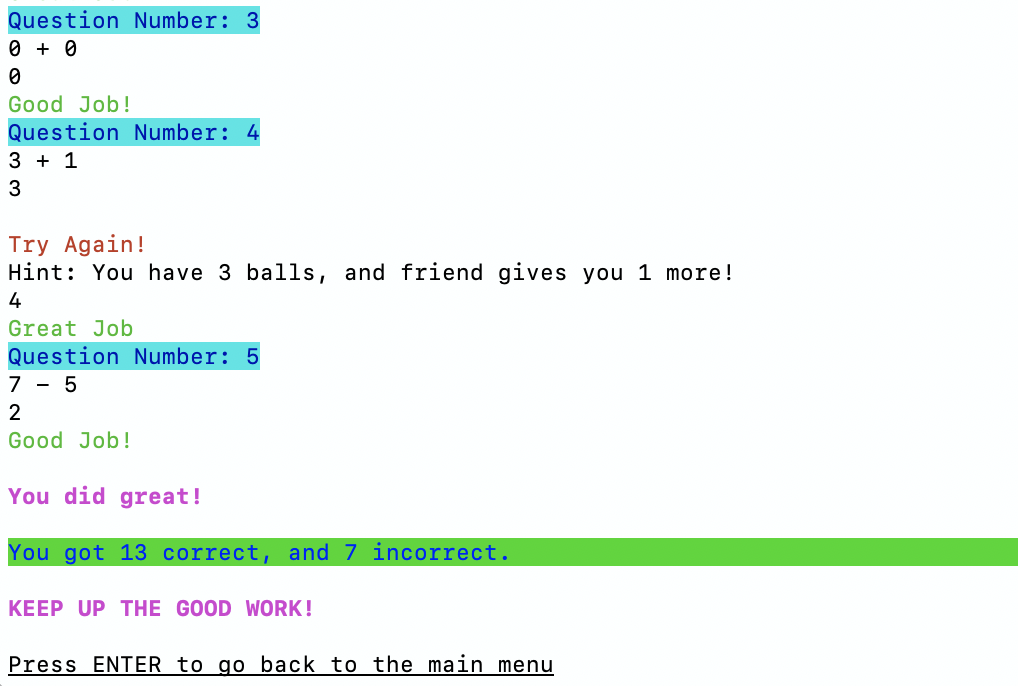 Question Number: 3
0 + 0
0
Good Job!
Question Number: 4
3 + 1
3
Try Again!
Hint: You have 3 balls, and friend gives you 1 more!
4
Great Job
Question Number: 5
7 - 5
2
Good Job!
You did great!
You got 13 correct, and 7 incorrect.
KEEP UP THE GOOD WORK!
Press ENTER to go back to the main menu